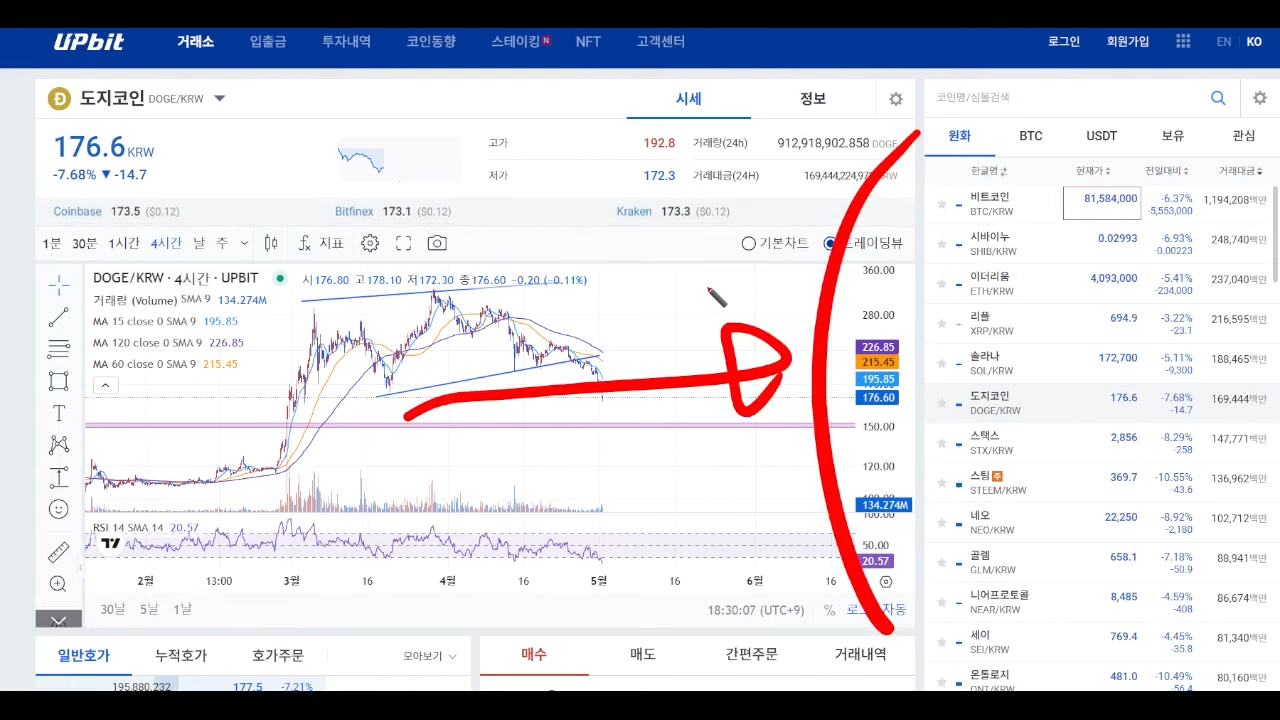 UPbit 거래소 입출금 투자내역 코인동향 스테이킹 N NFT 고객센터 로그인 회원가입 EN KO
도지코인 DOGE/KRW 시세 정보
176.6 KRW
-7.68% ▼ -14.7
고가 192.8 거래량(24h) 912,918,902.858 DOGE
저가 172.3 거래대금(24H)
Coinbase 173.5 ($0.12) Bitfinex 173.1 ($0.12) Kraken 173.3 ($0.12)
1분 30분 1시간 4시간 날 주 지표 기본차트 트레이딩뷰
DOGE/KRW · 4시간 · UPBIT 시176.80 고178.10 저172.30 종176.60 -0.20 (-0.11%)
거래량 (Volume) SMA 9 134.274M
MA 15 close 0 SMA 9 195.85
MA 120 close 0 SMA 9 226.85
MA 60 close 0 SMA 9 215.45
360.00
280.00
226.85
215.45
195.85
176.60
150.00
120.00
134.274M
100.00
RSI 14 SMA 14 20.57
50.00
20.57
2월 13:00 3월 16 4월 16 5월 16 6월 16
30날 5날 1날 18:30:07 (UTC+9) % 로그 자동
일반호가 누적호가 호가주문 모아보기 매수 매도 간편주문 거래내역
195,880.232 177.5 -7.21%
코인명/심볼검색
원화 BTC USDT 보유 관심
한글명 현재가 전일대비 거래대금
비트코인 BTC/KRW 81,584,000 -6.37% -5,553,000 1,194,208백만
시바이누 SHIB/KRW 0.02993 -6.93% -0.00223 248,740백만
이더리움 ETH/KRW 4,093,000 -5.41% -234,000 237,040백만
리플 XRP/KRW 694.9 -3.22% -23.1 216,595백만
솔라나 SOL/KRW 172,700 -5.11% -9,300 188,465백만
도지코인 DOGE/KRW 176.6 -7.68% -14.7 169,444백만
스택스 STX/KRW 2,856 -8.29% -258 147,771백만
스팀 주 STEEM/KRW 369.7 -10.55% -43.6 136,962백만
네오 NEO/KRW 22,250 -8.92% -2,180 102,712백만
골렘 GLM/KRW 658.1 -7.18% -50.9 88,941백만
니어프로토콜 NEAR/KRW 8,485 -4.59% -408 86,674백만
세이 SEI/KRW 769.4 -4.45% -35.8 81,340백만
온톨로지 ONT/KRW 481.0 -10.49% -56.4 80,160백만